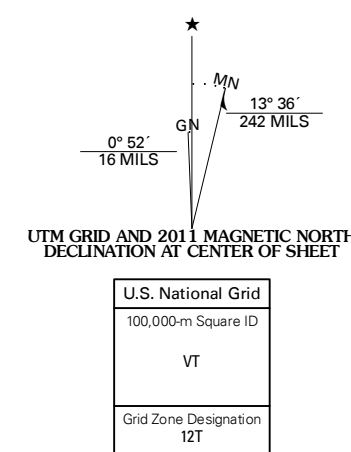 ★
MN
GN
13° 36´
242 MILS
0° 52´
16 MILS
UTM GRID AND 2011 MAGNETIC NORTH
DECLINATION AT CENTER OF SHEET
U.S. National Grid
100,000-m Square ID
VT
Grid Zone Designation
12T